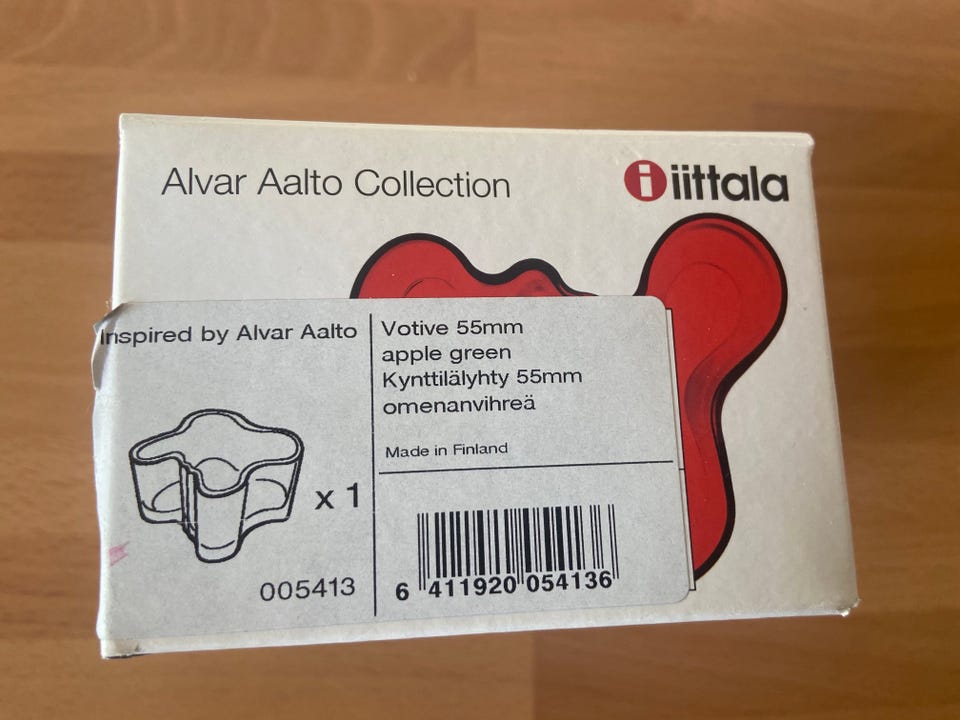 Alvar Aalto Collection
i iittala
Inspired by Alvar Aalto
x 1
005413
Votive 55mm
apple green
Kynttilälyhty 55mm
omenanvihreä
Made in Finland
6 411920 054136